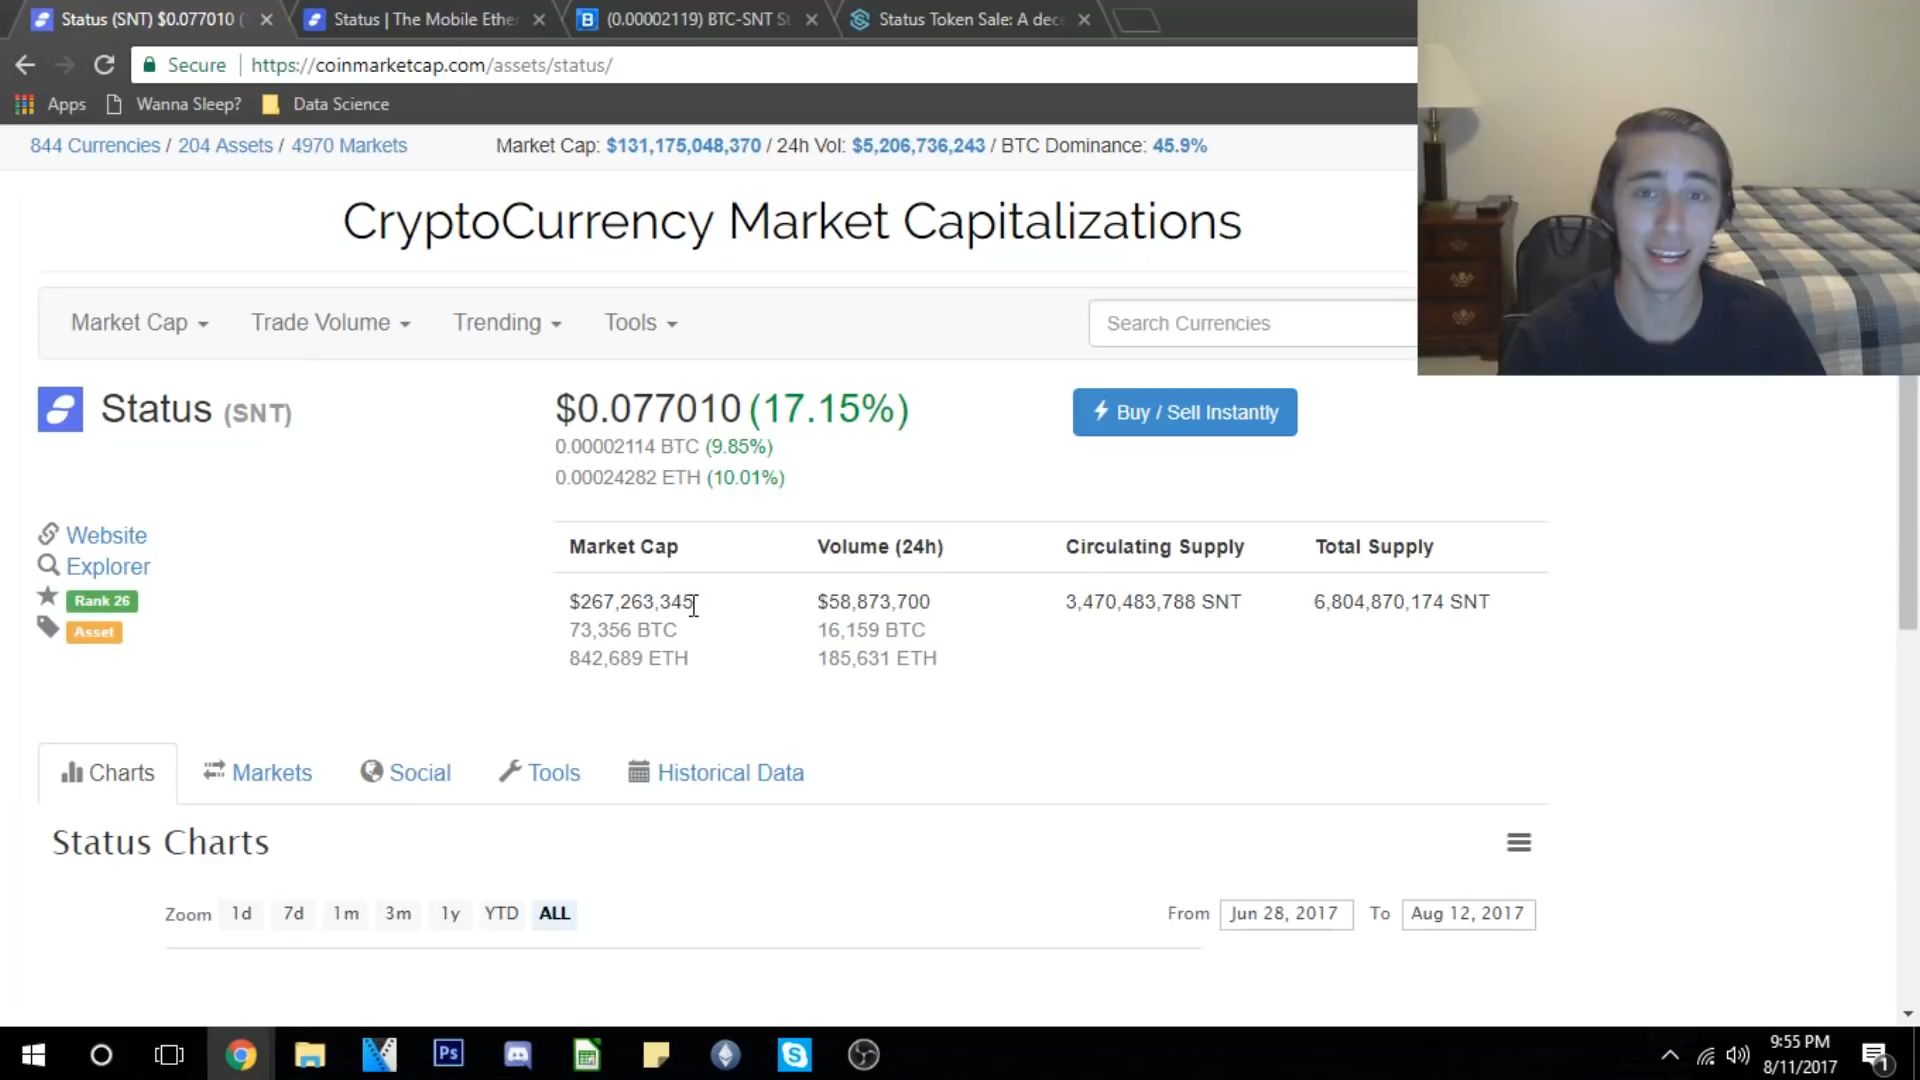 Status (SNT) $0.077010 (
Status | The Mobile Ether
(0.00002119) BTC-SNT St
Status Token Sale: A dece
Secure https://coinmarketcap.com/assets/status/
Apps Wanna Sleep? Data Science
844 Currencies / 204 Assets / 4970 Markets
Market Cap: $131,175,048,370 / 24h Vol: $5,206,736,243 / BTC Dominance: 45.9%
CryptoCurrency Market Capitalizations
Market Cap Trade Volume Trending Tools Search Currencies
Status (SNT)
$0.077010 (17.15%)
0.00002114 BTC (9.85%)
0.00024282 ETH (10.01%)
Buy / Sell Instantly
Website
Explorer
Rank 26
Asset
Market Cap Volume (24h) Circulating Supply Total Supply
$267,263,345 $58,873,700 3,470,483,788 SNT 6,804,870,174 SNT
73,356 BTC 16,159 BTC
842,689 ETH 185,631 ETH
Charts Markets Social Tools Historical Data
Status Charts
Zoom 1d 7d 1m 3m 1y YTD ALL From Jun 28, 2017 To Aug 12, 2017
Ps
9:55 PM
8/11/2017
1